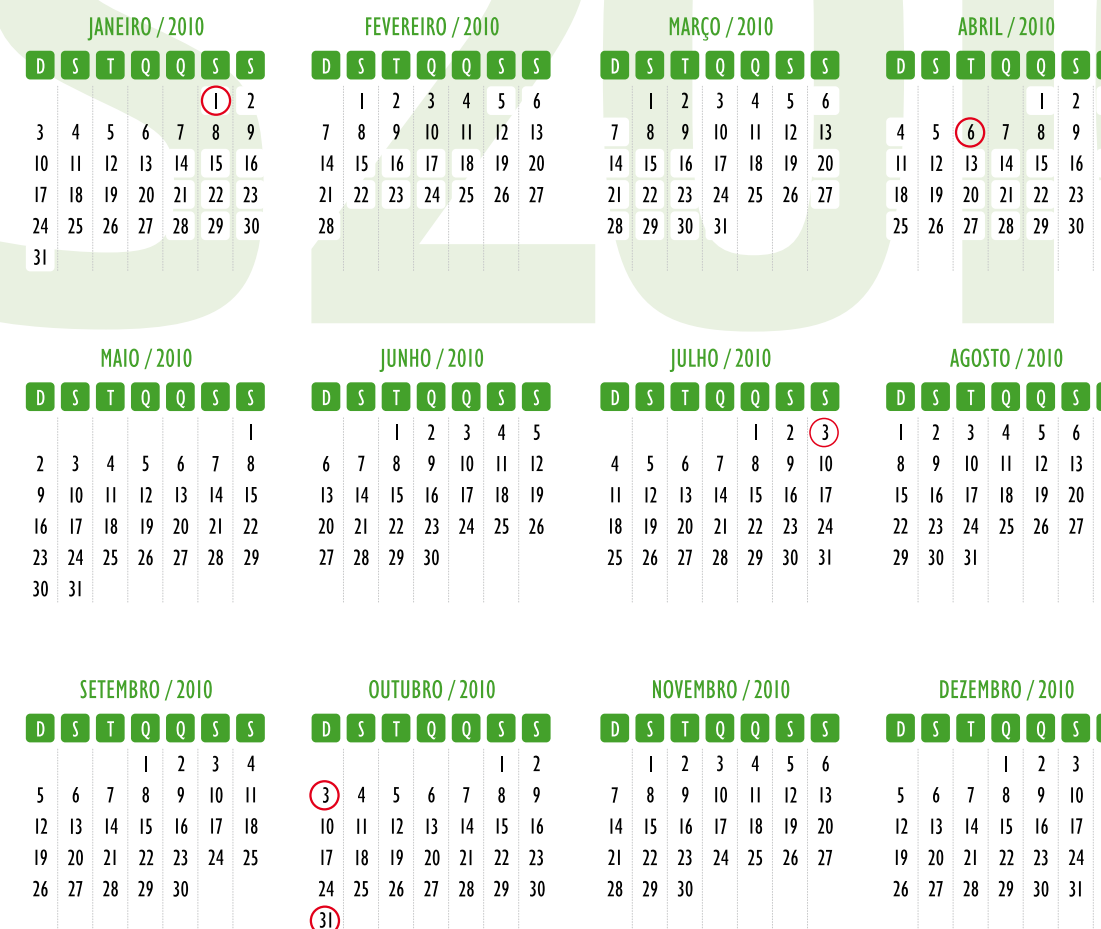 JANEIRO / 2010
D S T Q Q S S
1 2
3 4 5 6 7 8 9
10 11 12 13 14 15 16
17 18 19 20 21 22 23
24 25 26 27 28 29 30
31
FEVEREIRO / 2010
D S T Q Q S S
1 2 3 4 5 6
7 8 9 10 11 12 13
14 15 16 17 18 19 20
21 22 23 24 25 26 27
28
MARÇO / 2010
D S T Q Q S S
1 2 3 4 5 6
7 8 9 10 11 12 13
14 15 16 17 18 19 20
21 22 23 24 25 26 27
28 29 30 31
ABRIL / 2010
D S T Q Q S
1 2
4 5 6 7 8 9
11 12 13 14 15 16
18 19 20 21 22 23
25 26 27 28 29 30
MAIO / 2010
D S T Q Q S S
1
2 3 4 5 6 7 8
9 10 11 12 13 14 15
16 17 18 19 20 21 22
23 24 25 26 27 28 29
30 31
JUNHO / 2010
D S T Q Q S S
1 2 3 4 5
6 7 8 9 10 11 12
13 14 15 16 17 18 19
20 21 22 23 24 25 26
27 28 29 30
JULHO / 2010
D S T Q Q S S
1 2 3
4 5 6 7 8 9 10
11 12 13 14 15 16 17
18 19 20 21 22 23 24
25 26 27 28 29 30 31
AGOSTO / 2010
D S T Q Q S
1 2 3 4 5 6
8 9 10 11 12 13
15 16 17 18 19 20
22 23 24 25 26 27
29 30 31
SETEMBRO / 2010
D S T Q Q S S
1 2 3 4
5 6 7 8 9 10 11
12 13 14 15 16 17 18
19 20 21 22 23 24 25
26 27 28 29 30
OUTUBRO / 2010
D S T Q Q S S
1 2
3 4 5 6 7 8 9
10 11 12 13 14 15 16
17 18 19 20 21 22 23
24 25 26 27 28 29 30
31
NOVEMBRO / 2010
D S T Q Q S S
1 2 3 4 5 6
7 8 9 10 11 12 13
14 15 16 17 18 19 20
21 22 23 24 25 26 27
28 29 30
DEZEMBRO / 2010
D S T Q Q S
1 2 3
5 6 7 8 9 10
12 13 14 15 16 17
19 20 21 22 23 24
26 27 28 29 30 31